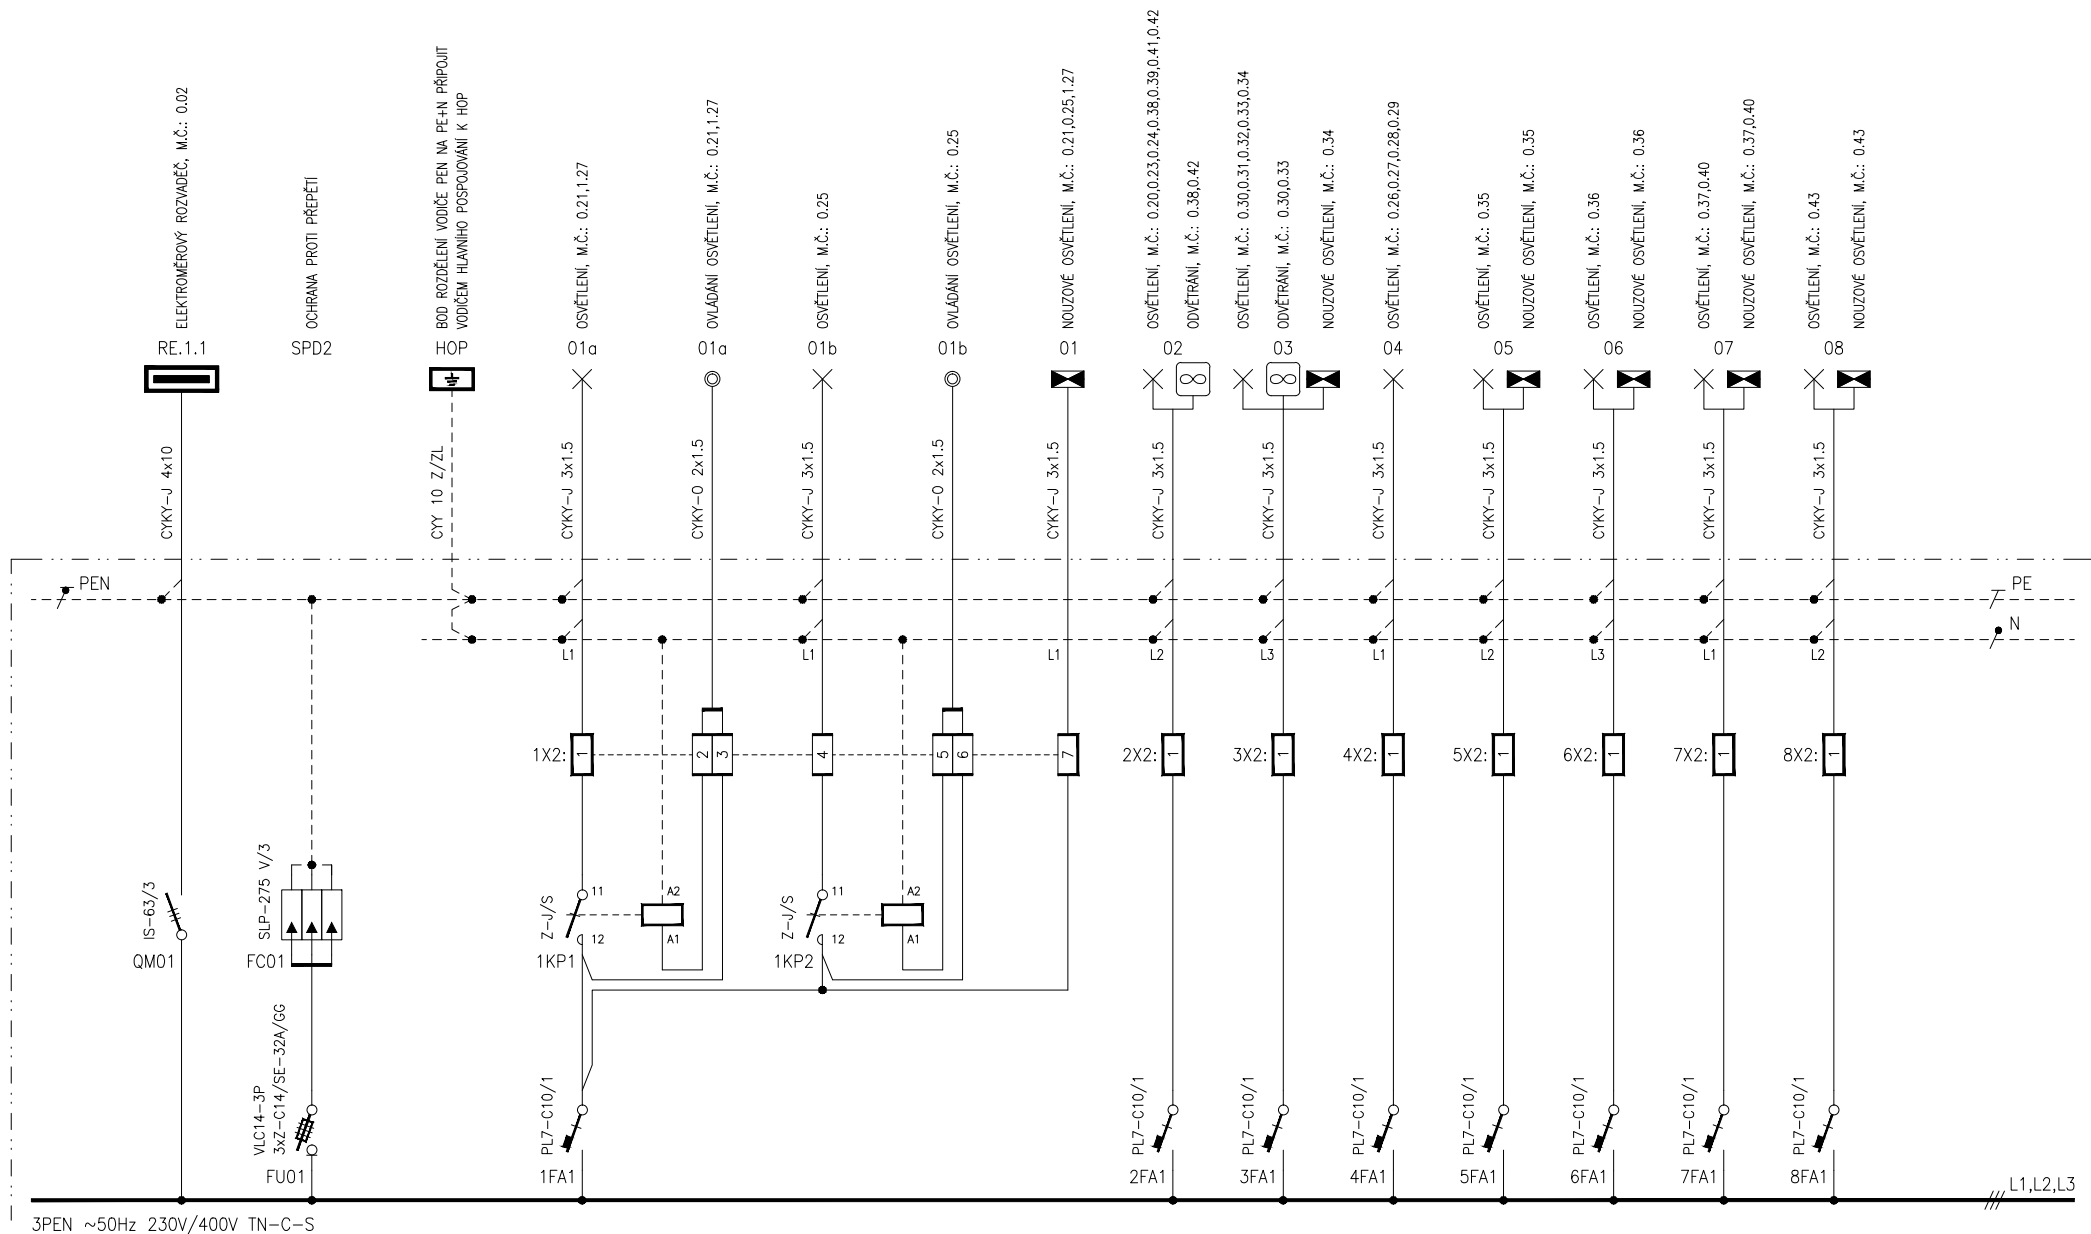 ELEKTROMĚROVÝ ROZVADĚČ, M.Č.: 0.02
OCHRANA PROTI PŘEPĚTÍ
BOD ROZDĚLENÍ VODIČE PEN NA PE+N PŘIPOJIT
VODIČEM HLAVNÍHO POSPOJOVÁNÍ K HOP
OSVĚTLENÍ, M.Č.: 0.21,1.27
OVLÁDÁNÍ OSVĚTLENÍ, M.Č.: 0.21,1.27
OSVĚTLENÍ, M.Č.: 0.25
OVLÁDÁNÍ OSVĚTLENÍ, M.Č.: 0.25
NOUZOVÉ OSVĚTLENÍ, M.Č.: 0.21,0.25,1.27
OSVĚTLENÍ, M.Č.: 0.20,0.23,0.24,0.38,0.39,0.41,0.42
ODVĚTRÁNÍ, M.Č.: 0.38,0.42
OSVĚTLENÍ, M.Č.: 0.30,0.31,0.32,0.33,0.34
ODVĚTRÁNÍ, M.Č.: 0.30,0.33
NOUZOVÉ OSVĚTLENÍ, M.Č.: 0.34
OSVĚTLENÍ, M.Č.: 0.26,0.27,0.28,0.29
OSVĚTLENÍ, M.Č.: 0.35
NOUZOVÉ OSVĚTLENÍ, M.Č.: 0.35
OSVĚTLENÍ, M.Č.: 0.36
NOUZOVÉ OSVĚTLENÍ, M.Č.: 0.36
OSVĚTLENÍ, M.Č.: 0.37,0.40
NOUZOVÉ OSVĚTLENÍ, M.Č.: 0.37,0.40
OSVĚTLENÍ, M.Č.: 0.43
NOUZOVÉ OSVĚTLENÍ, M.Č.: 0.43
RE.1.1 SPD2 HOP 01a 01a 01b 01b 01 02 03 04 05 06 07 08
CYKY-J 4x10
CYY 10 Z/ZL
CYKY-J 3x1.5
CYKY-O 2x1.5
CYKY-J 3x1.5
CYKY-O 2x1.5
CYKY-J 3x1.5
CYKY-J 3x1.5
CYKY-J 3x1.5
CYKY-J 3x1.5
CYKY-J 3x1.5
CYKY-J 3x1.5
CYKY-J 3x1.5
CYKY-J 3x1.5
PEN PE
N
L1 L1 L1 L2 L3 L1 L2 L3 L1 L2
1X2: 1 2 3 4 5 6 7 2X2: 1 3X2: 1 4X2: 1 5X2: 1 6X2: 1 7X2: 1 8X2: 1
IS-63/3
QM01
SLP-275 V/3
FC01
Z-J/S
11 A2
12 A1
1KP1
Z-J/S
11 A2
12 A1
1KP2
VLC14-3P
3xZ-C14/SE-32A/GG
FU01
PL7-C10/1
PL7-C10/1
PL7-C10/1
PL7-C10/1
PL7-C10/1
PL7-C10/1
PL7-C10/1
PL7-C10/1
1FA1 2FA1 3FA1 4FA1 5FA1 6FA1 7FA1 8FA1
L1,L2,L3
3PEN ~50Hz 230V/400V TN-C-S